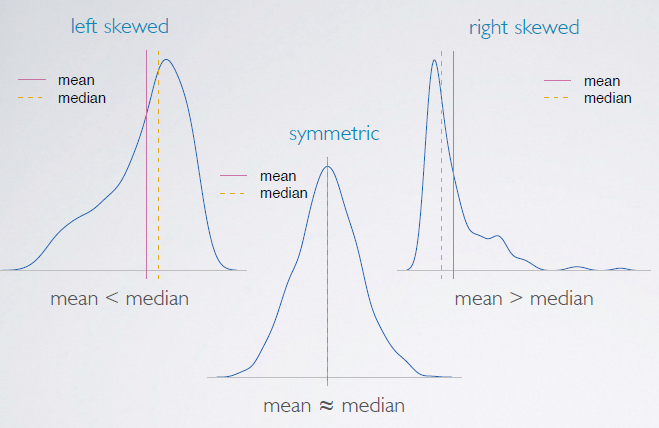 left skewed
mean
median
mean < median
symmetric
mean
median
mean ≈ median
right skewed
mean
median
mean > median